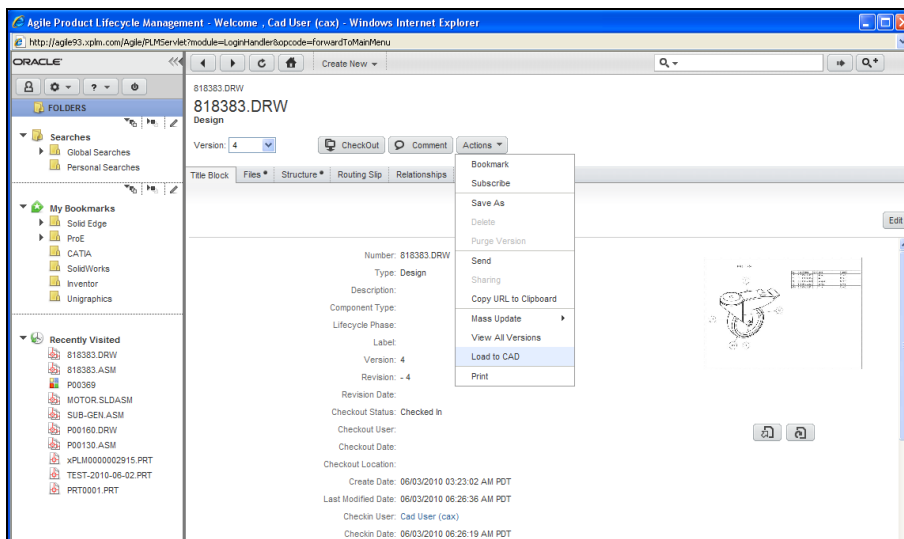 Agile Product Lifecycle Management - Welcome , Cad User (cax) - Windows Internet Explorer
http://agile93.xplm.com/Agile/PLMServlet?module=LoginHandler&opcode=forwardToMainMenu
ORACLE
Create New
FOLDERS
Searches
Global Searches
Personal Searches
My Bookmarks
Solid Edge
ProE
CATIA
SolidWorks
Inventor
Unigraphics
Recently Visited
818383.DRW
818383.ASM
P00369
MOTOR.SLDASM
SUB-GEN.ASM
P00160.DRW
P00130.ASM
xPLM0000002915.PRT
TEST-2010-06-02.PRT
PRT0001.PRT
818383.DRW
818383.DRW
Design
Version: 4
CheckOut
Comment
Actions
Title Block
Files
Structure
Routing Slip
Relationships
Bookmark
Subscribe
Save As
Delete
Purge Version
Send
Sharing
Copy URL to Clipboard
Mass Update
View All Versions
Load to CAD
Print
Edit
Number: 818383.DRW
Type: Design
Description:
Component Type:
Lifecycle Phase:
Label:
Version: 4
Revision: - 4
Revision Date:
Checkout Status: Checked In
Checkout User:
Checkout Date:
Checkout Location:
Create Date: 06/03/2010 03:23:02 AM PDT
Last Modified Date: 06/03/2010 06:26:36 AM PDT
Checkin User: Cad User (cax)
Checkin Date: 06/03/2010 06:26:19 AM PDT